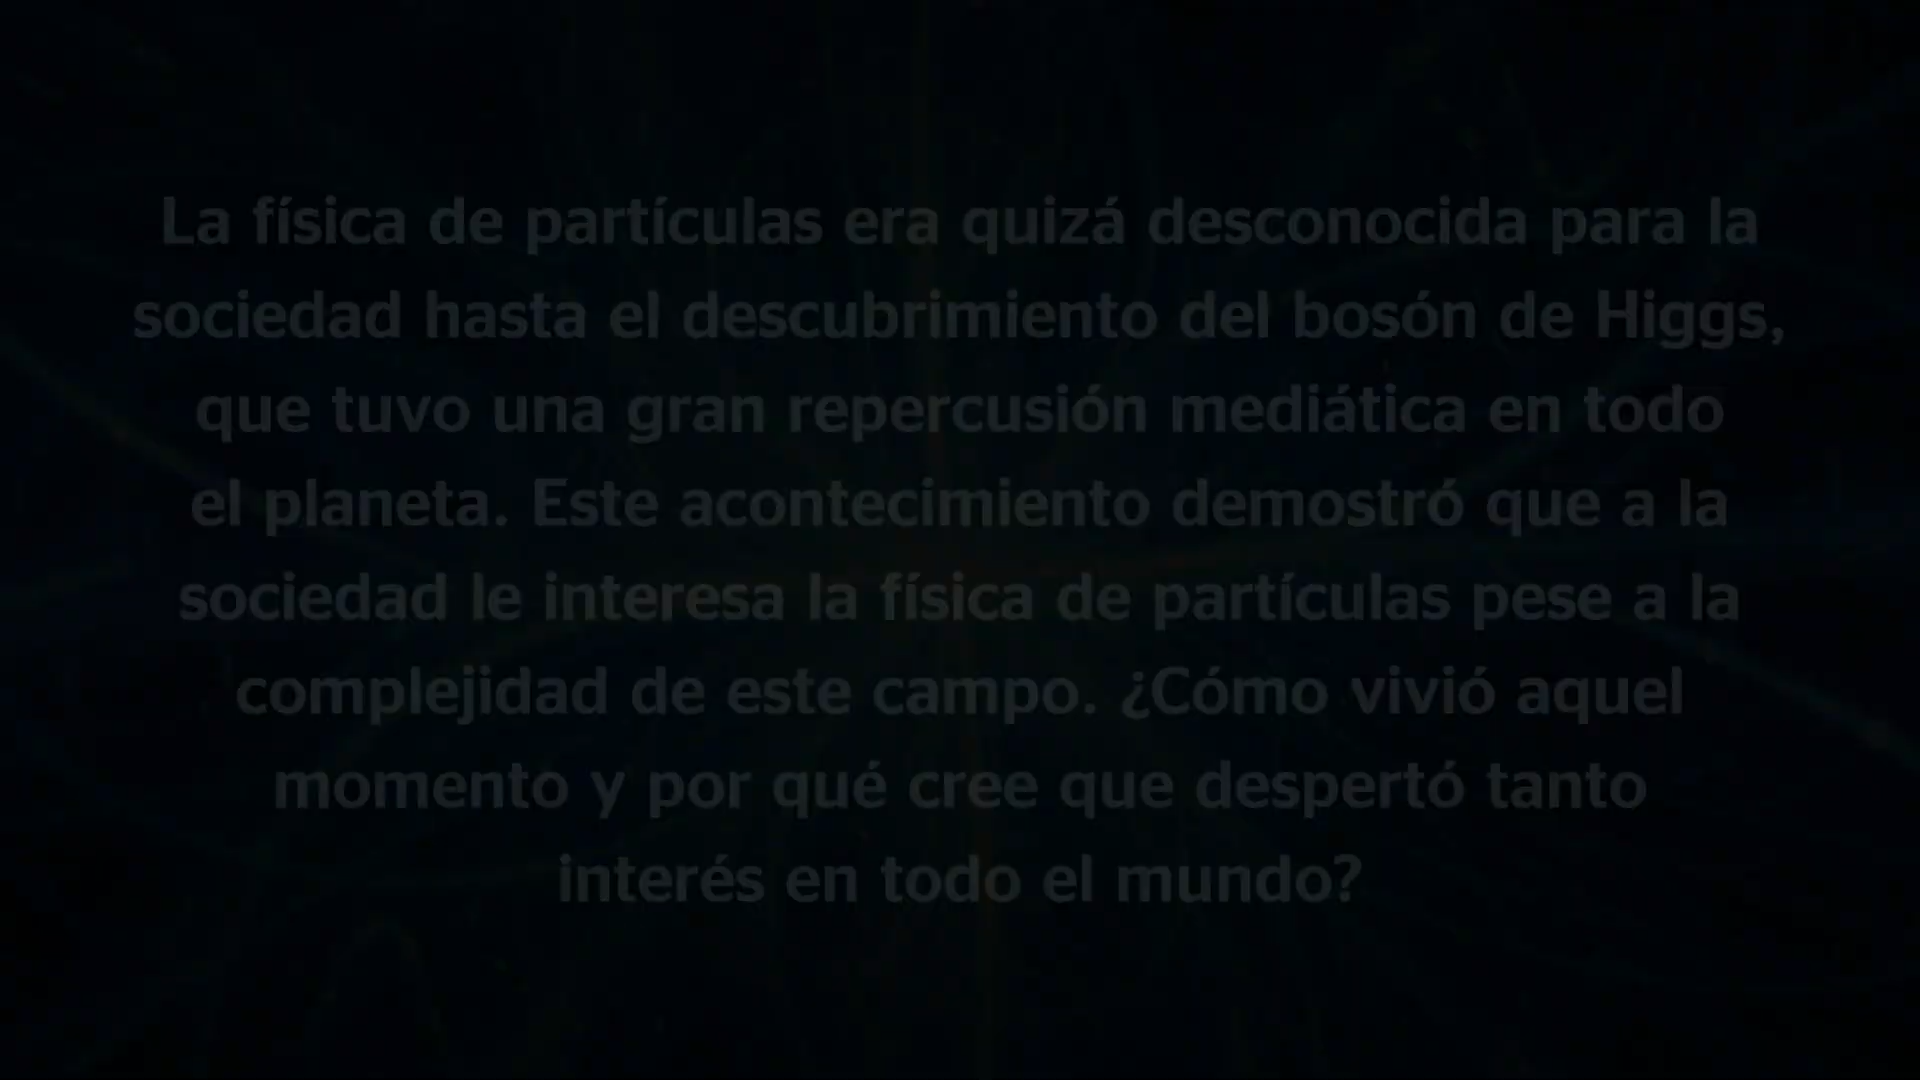 La física de partículas era quizá desconocida para la
sociedad hasta el descubrimiento del bosón de Higgs,
que tuvo una gran repercusión mediática en todo
el planeta. Este acontecimiento demostró que a la
sociedad le interesa la física de partículas pese a la
complejidad de este campo. ¿Cómo vivió aquel
momento y por qué cree que despertó tanto
interés en todo el mundo?